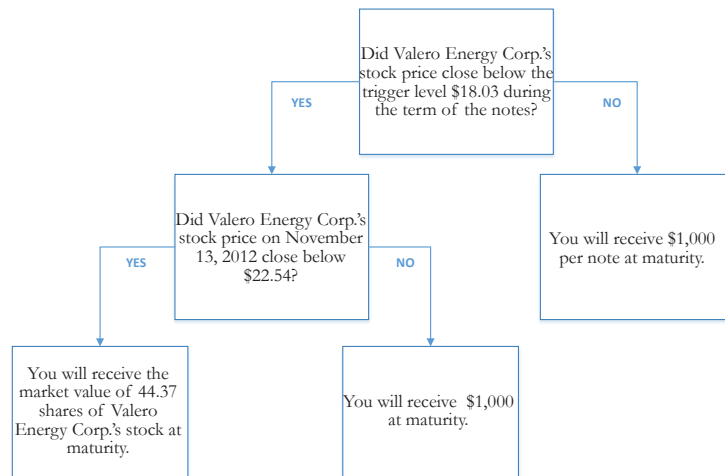 Did Valero Energy Corp.'s
stock price close below the
trigger level $18.03 during
the term of the notes?
YES
NO
Did Valero Energy Corp.'s
stock price on November
13, 2012 close below
$22.54?
You will receive $1,000
per note at maturity.
YES
NO
You will receive the
market value of 44.37
shares of Valero
Energy Corp.'s stock at
maturity.
You will receive $1,000
at maturity.